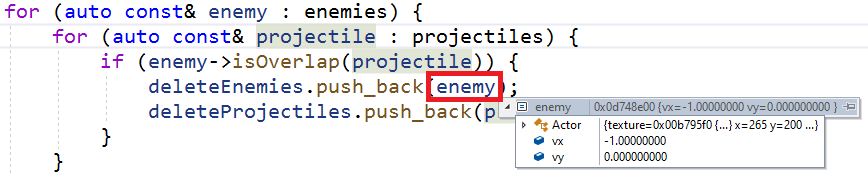 for (auto const& enemy : enemies) {
for (auto const& projectile : projectiles) {
if (enemy->isOverlap(projectile)) {
deleteEnemies.push_back(enemy);
enemy 0x0d748e00 {vx=-1.00000000 vy=0.000000000 }
deleteProjectiles.push_back(p
Actor {texture=0x00b795f0 {...} x=265 y=200 ...}
vx -1.00000000
vy 0.000000000
}
}